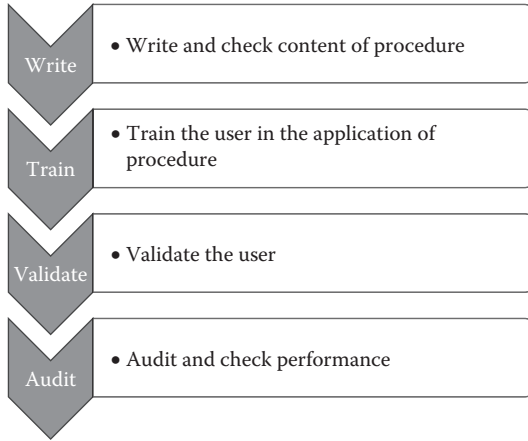 Write
• Write and check content of procedure
Train
• Train the user in the application of
procedure
Validate
• Validate the user
Audit
• Audit and check performance